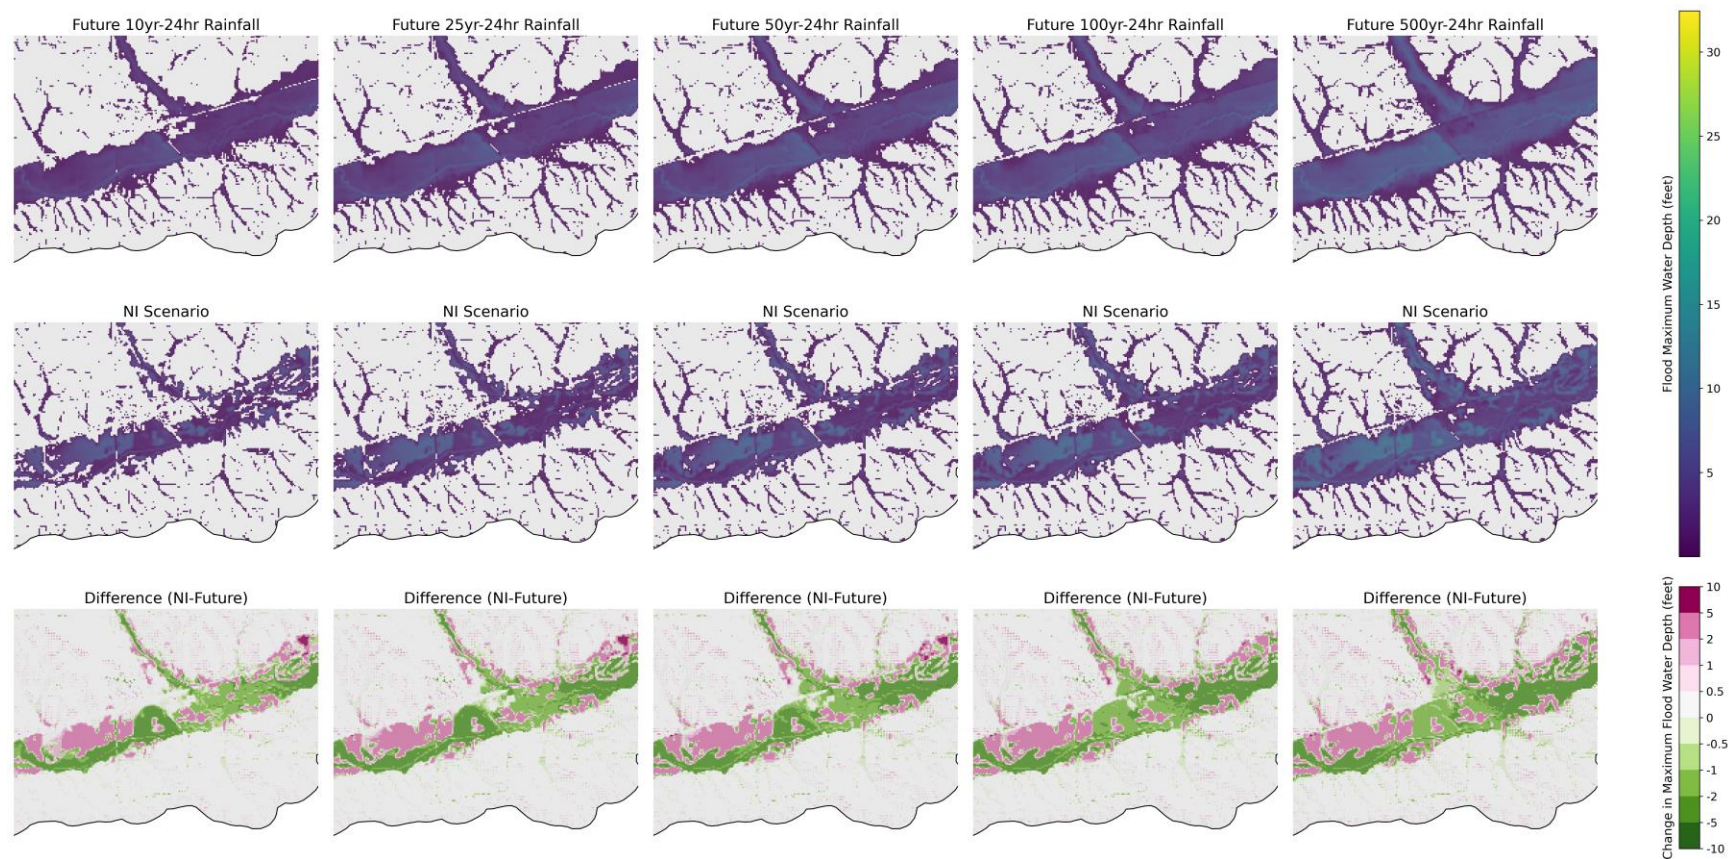 Future 10yr-24hr Rainfall
Future 25yr-24hr Rainfall
Future 50yr-24hr Rainfall
Future 100yr-24hr Rainfall
Future 500yr-24hr Rainfall
30
25
20
15
10
5
Flood Maximum Water Depth (feet)
NI Scenario
NI Scenario
NI Scenario
NI Scenario
NI Scenario
Difference (NI-Future)
Difference (NI-Future)
Difference (NI-Future)
Difference (NI-Future)
Difference (NI-Future)
10
5
2
1
0.5
0
-0.5
-1
-2
-5
-10
Change in Maximum Flood Water Depth (feet)